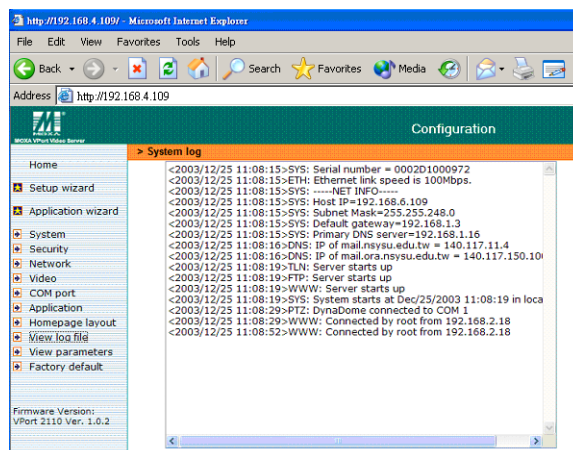 http://192.168.4.109/ - Microsoft Internet Explorer
File Edit View Favorites Tools Help
Back Search Favorites Media
Address http://192.168.4.109
MOXA
MOXA VPort Video Server
Configuration
> System log
Home
Setup wizard
Application wizard
System
Security
Network
Video
COM port
Application
Homepage layout
View log file
View parameters
Factory default
Firmware Version:
VPort 2110 Ver. 1.0.2
<2003/12/25 11:08:15>SYS: Serial number = 0002D1000972
<2003/12/25 11:08:15>ETH: Ethernet link speed is 100Mbps.
<2003/12/25 11:08:15>SYS: -----NET INFO-----
<2003/12/25 11:08:15>SYS: Host IP=192.168.6.109
<2003/12/25 11:08:15>SYS: Subnet Mask=255.255.248.0
<2003/12/25 11:08:15>SYS: Default gateway=192.168.1.3
<2003/12/25 11:08:15>SYS: Primary DNS server=192.168.1.16
<2003/12/25 11:08:16>DNS: IP of mail.nsysu.edu.tw = 140.117.11.4
<2003/12/25 11:08:16>DNS: IP of mail.ora.nsysu.edu.tw = 140.117.150.10
<2003/12/25 11:08:19>TLN: Server starts up
<2003/12/25 11:08:19>FTP: Server starts up
<2003/12/25 11:08:19>WWW: Server starts up
<2003/12/25 11:08:19>SYS: System starts at Dec/25/2003 11:08:19 in loca
<2003/12/25 11:08:29>PTZ: DynaDome connected to COM 1
<2003/12/25 11:08:29>WWW: Connected by root from 192.168.2.18
<2003/12/25 11:08:52>WWW: Connected by root from 192.168.2.18